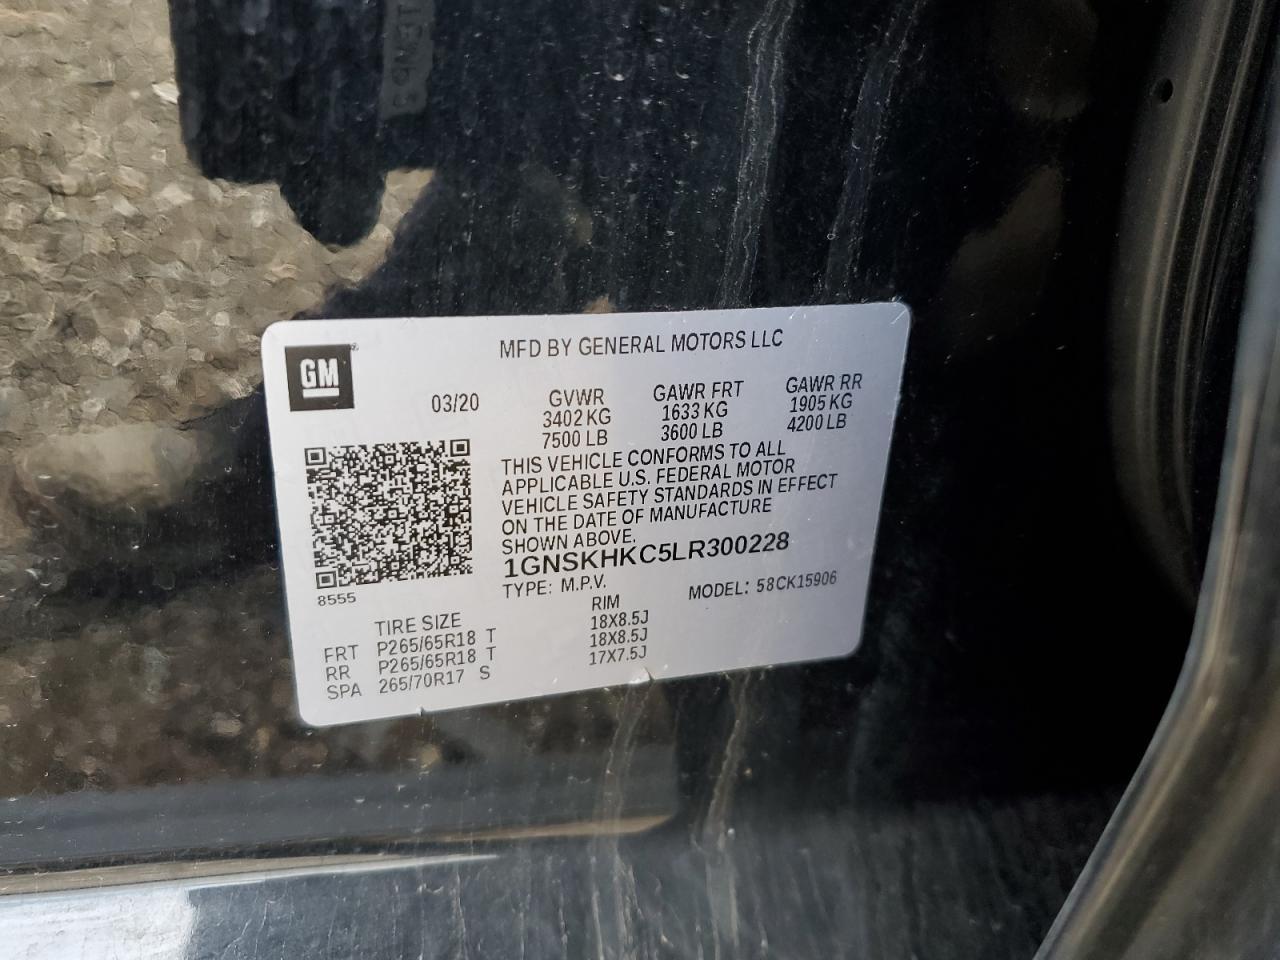 MFD BY GENERAL MOTORS LLC
GM
03/20
GVWR GAWR FRT GAWR RR
3402 KG 1633 KG 1905 KG
7500 LB 3600 LB 4200 LB
THIS VEHICLE CONFORMS TO ALL
APPLICABLE U.S. FEDERAL MOTOR
VEHICLE SAFETY STANDARDS IN EFFECT
ON THE DATE OF MANUFACTURE
SHOWN ABOVE.
1GNSKHKC5LR300228
TYPE: M.P.V. MODEL: 58CK15906
8555
TIRE SIZE RIM
FRT P265/65R18 T 18X8.5J
RR P265/65R18 T 18X8.5J
SPA 265/70R17 S 17X7.5J